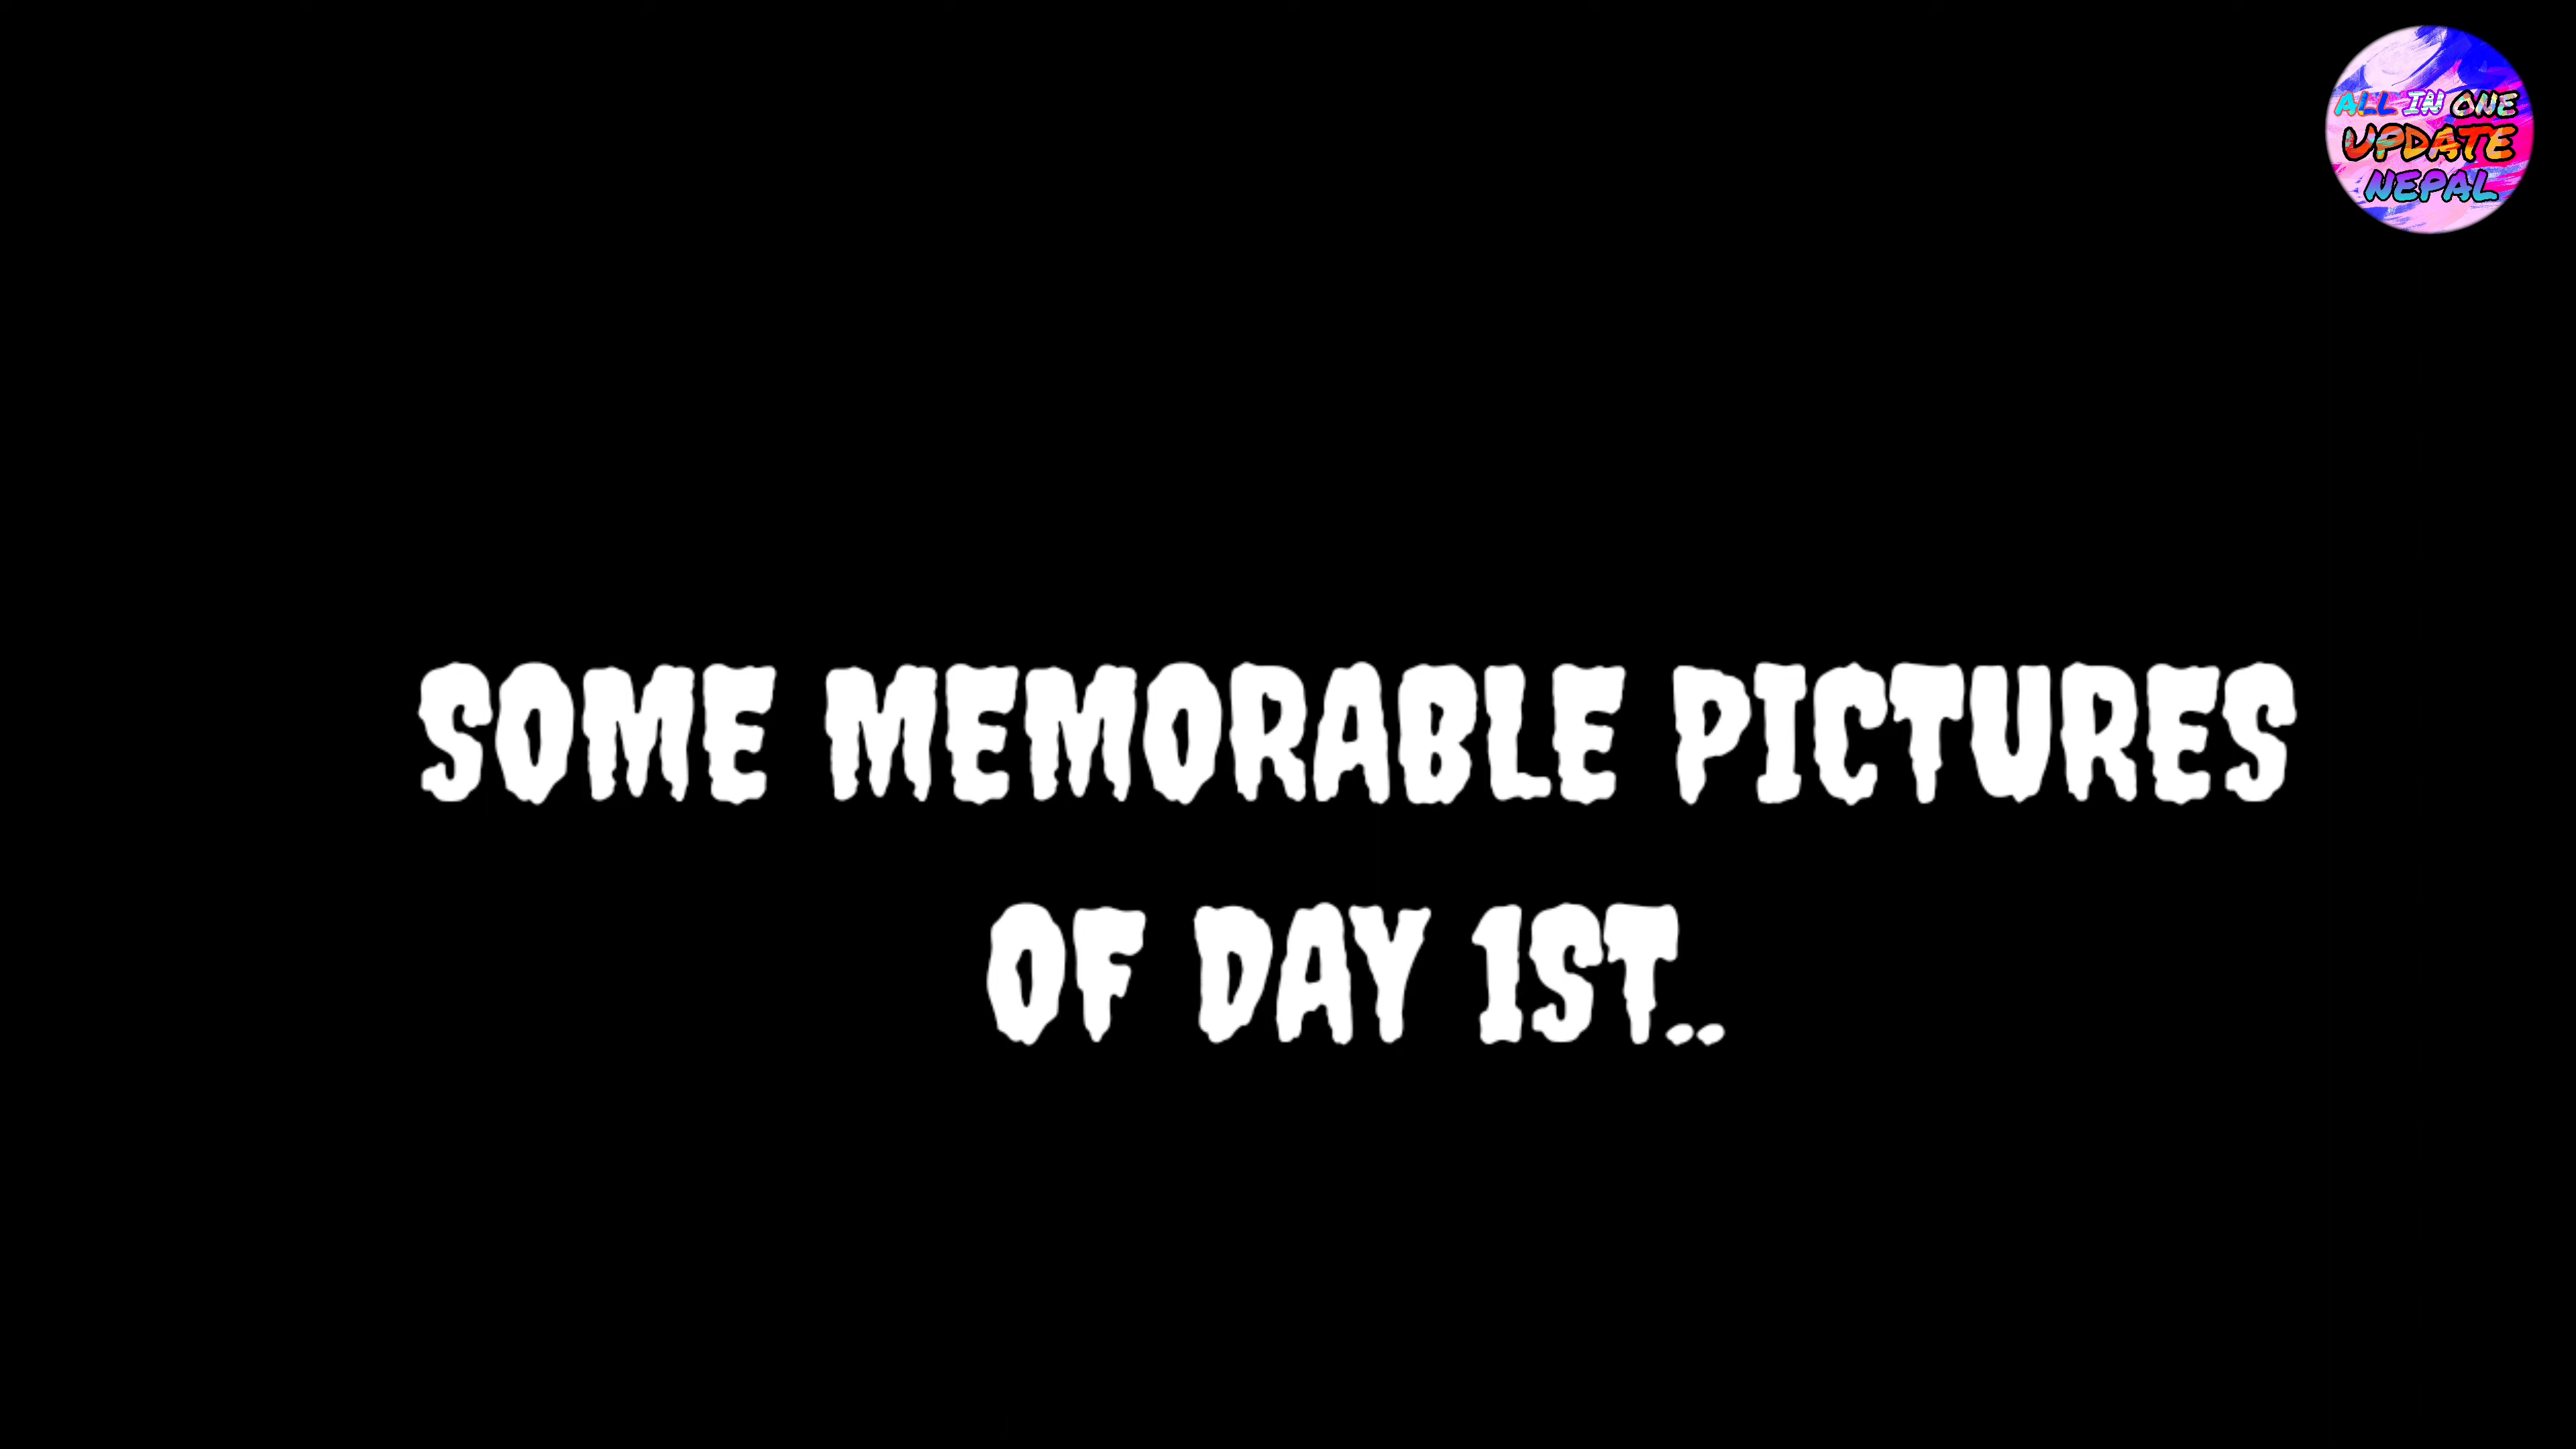 ALL IN ONE
UPDATE
NEPAL
SOME MEMORABLE PICTURES
OF DAY 1ST..